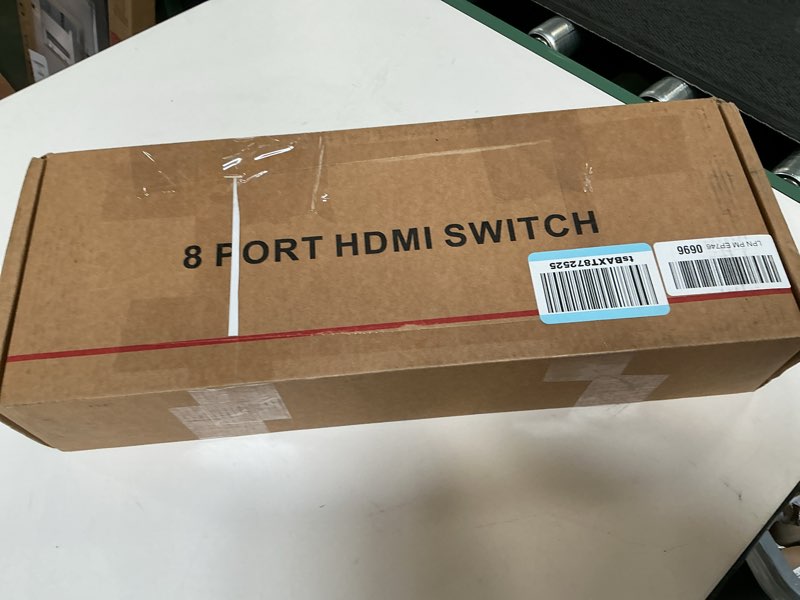 8 PORT HDMI SWITCH
tsBAXT872525
LPN PM EP746
0696